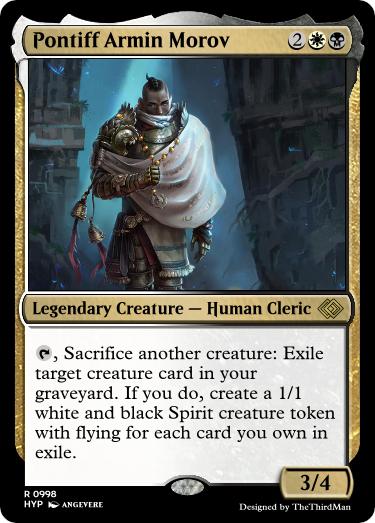 Pontiff Armin Morov 2
Legendary Creature — Human Cleric
, Sacrifice another creature: Exile
target creature card in your
graveyard. If you do, create a 1/1
white and black Spirit creature token
with flying for each card you own in
exile.
3/4
R 0998
HYP ANGEVERE
Designed by TheThirdMan